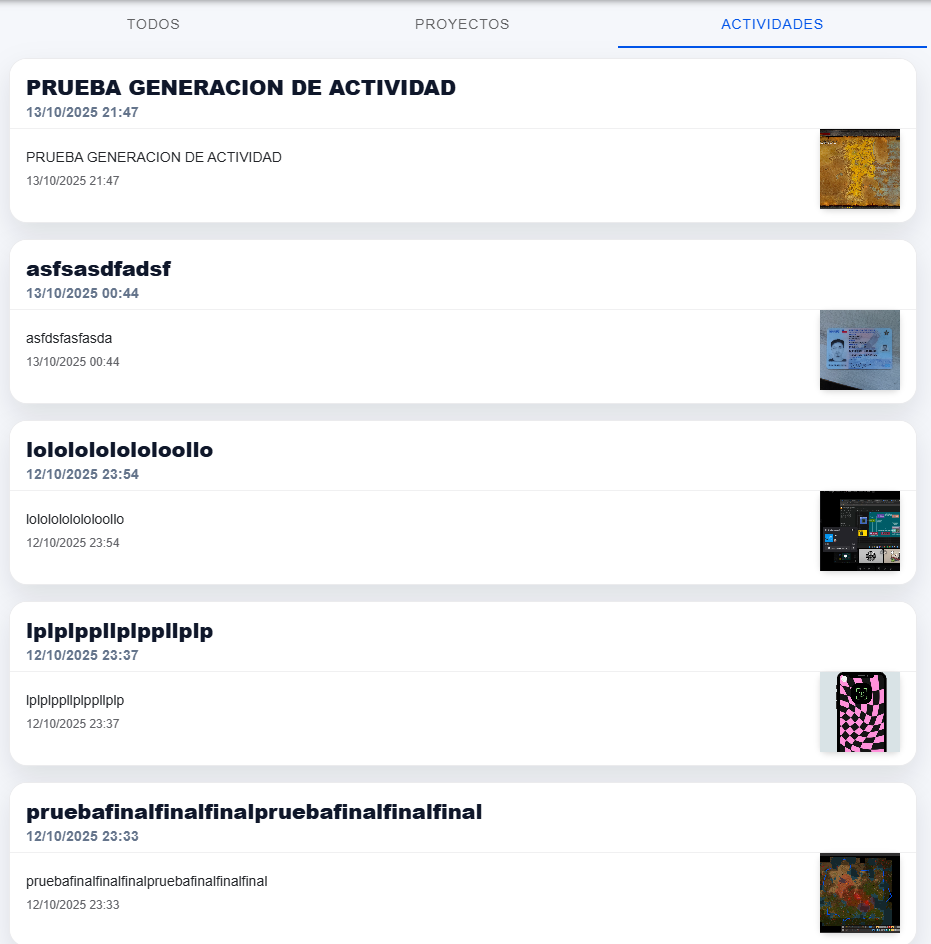 TODOS PROYECTOS ACTIVIDADES
PRUEBA GENERACION DE ACTIVIDAD
13/10/2025 21:47
PRUEBA GENERACION DE ACTIVIDAD
13/10/2025 21:47
asfsasdfadsf
13/10/2025 00:44
asfdsfasfasda
13/10/2025 00:44
lololololololoollo
12/10/2025 23:54
lololololololoollo
12/10/2025 23:54
lplplppllplppllplp
12/10/2025 23:37
lplplppllplppllplp
12/10/2025 23:37
pruebafinalfinalfinalpruebafinalfinalfinal
12/10/2025 23:33
pruebafinalfinalfinalpruebafinalfinalfinal
12/10/2025 23:33